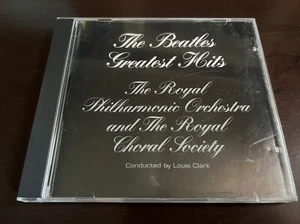 The Beatles
Greatest Hits
The Royal
Philharmonic Orchestra
and The Royal
Choral Society
Conducted by Louis Clark